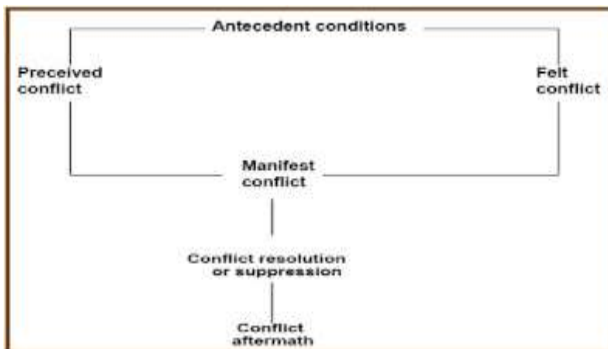 Antecedent conditions
Preceived
conflict
Felt
conflict
Manifest
conflict
Conflict resolution
or suppression
Conflict
aftermath